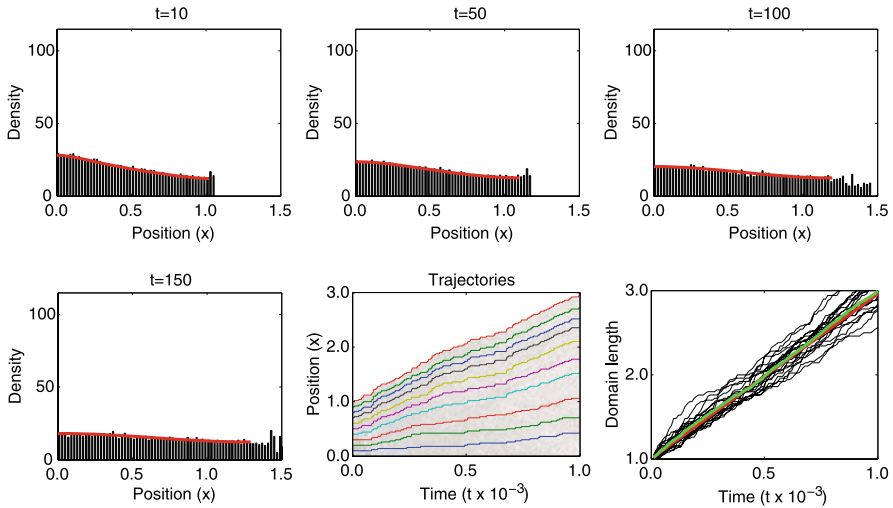 t=10
t=50
t=100
100
50
0
Density
0.0 0.5 1.0 1.5
Position (x)
100
50
0
Density
0.0 0.5 1.0 1.5
Position (x)
100
50
0
Density
0.0 0.5 1.0 1.5
Position (x)
t=150
Trajectories
100
50
0
Density
0.0 0.5 1.0 1.5
Position (x)
3.0
2.0
1.0
0.0
Position (x)
0.0 0.5 1.0
Time (t x 10⁻³)
3.0
2.0
1.0
Domain length
0.0 0.5 1.0
Time (t x 10⁻³)